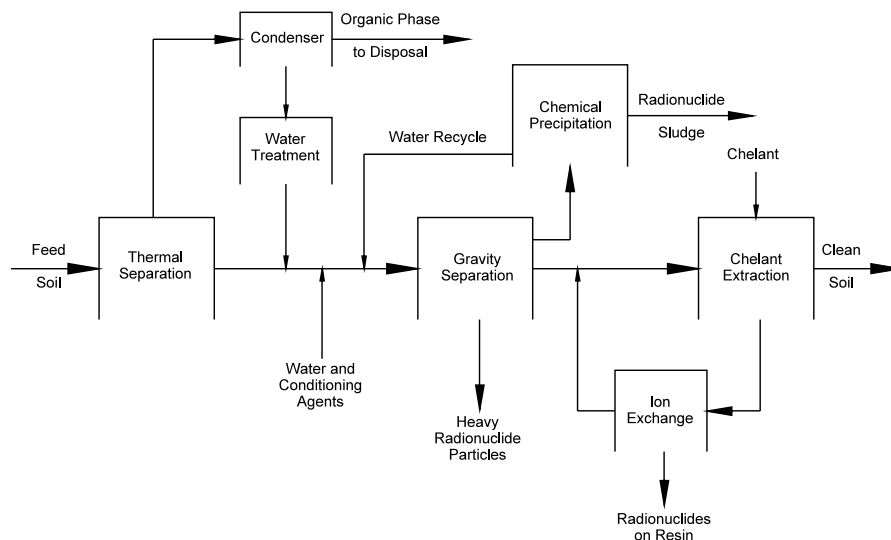 Condenser
Organic Phase
to Disposal
Water
Treatment
Water Recycle
Chemical
Precipitation
Radionuclide
Sludge
Chelant
Feed
Soil
Thermal
Separation
Gravity
Separation
Chelant
Extraction
Clean
Soil
Water and
Conditioning
Agents
Heavy
Radionuclide
Particles
Ion
Exchange
Radionuclides
on Resin